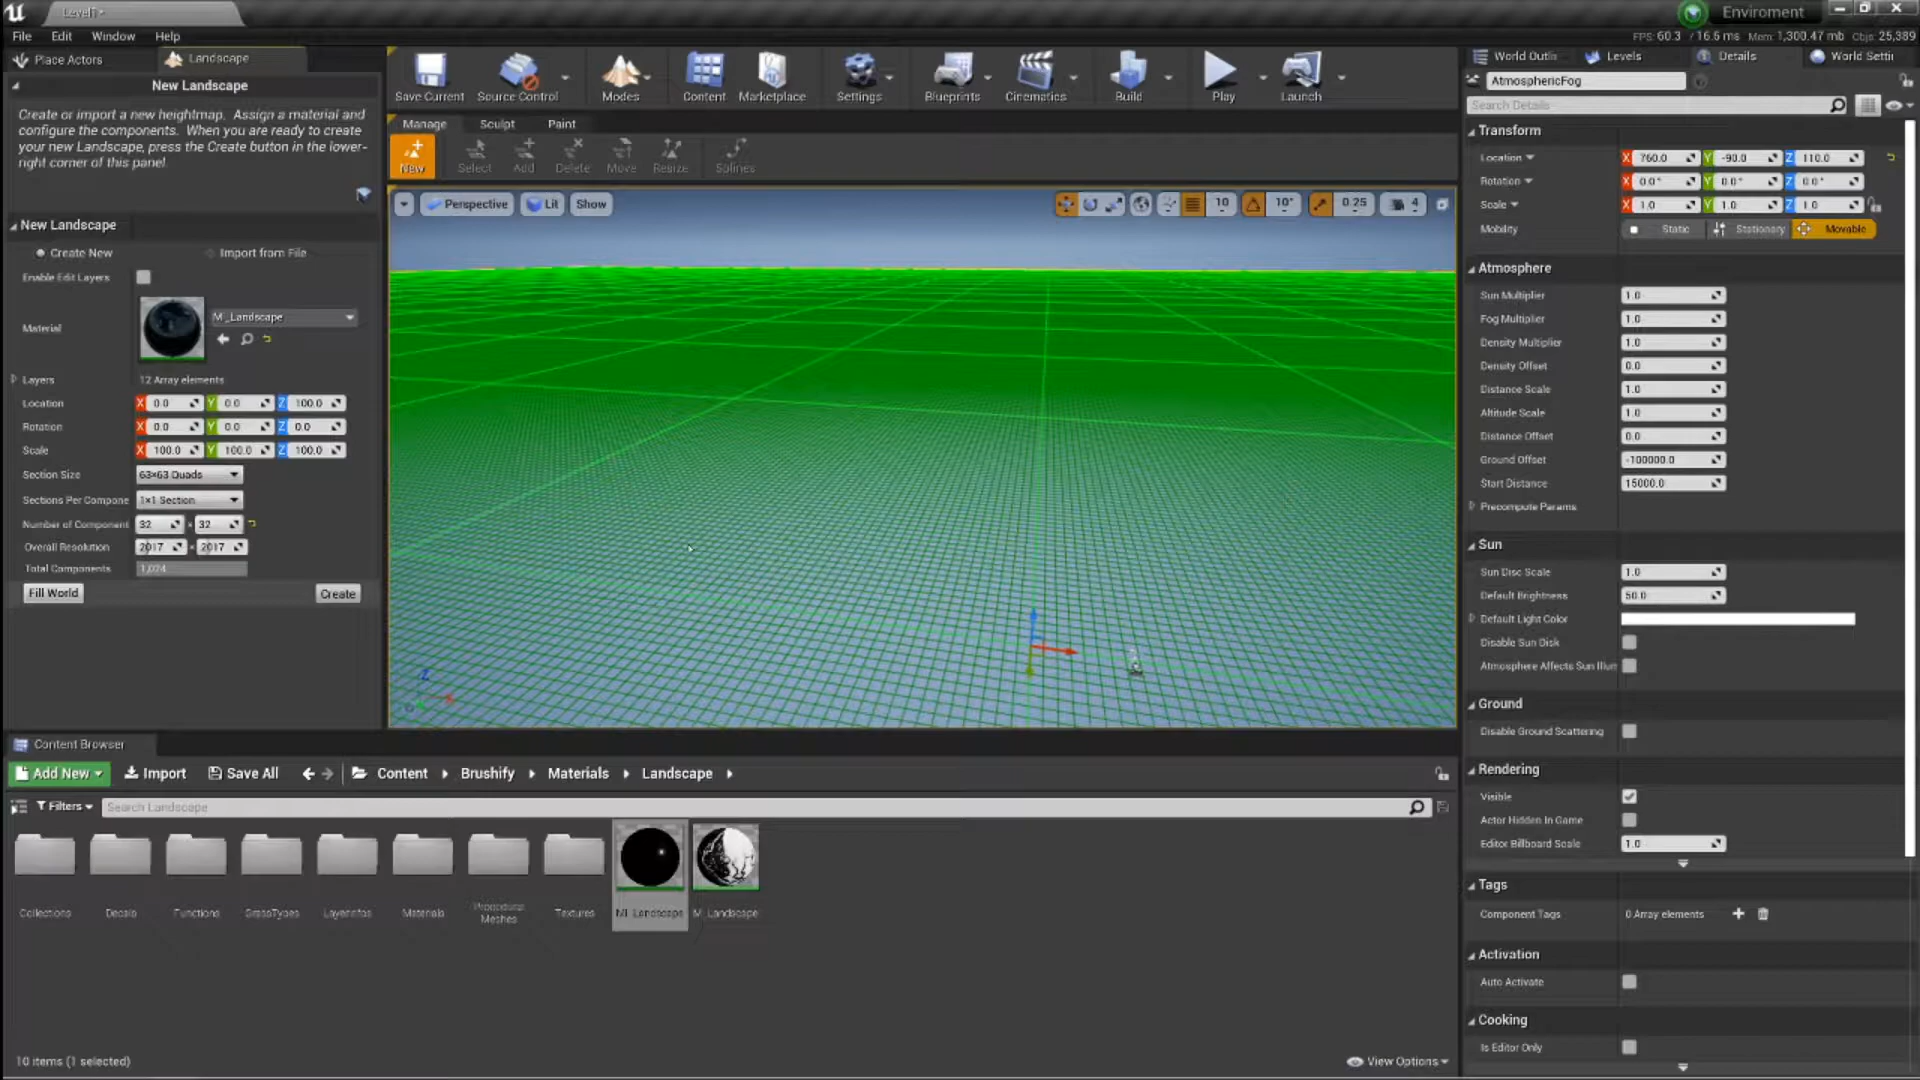 Level1*
Enviroment
File Edit Window Help
FPS: 60.3 / 16.6 ms Mem: 1,300.47 mb Objs: 25,389
Place Actors
Landscape
New Landscape
Create or import a new heightmap. Assign a material and
configure the components. When you are ready to create
your new Landscape, press the Create button in the lower-
right corner of this panel
New Landscape
Create New Import from File
Enable Edit Layers
Material
MI_Landscape
Layers 12 Array elements
Location X 0.0 Y 0.0 Z 100.0
Rotation X 0.0 Y 0.0 Z 0.0
Scale X 100.0 Y 100.0 Z 100.0
Section Size 63×63 Quads
Sections Per Compone 1×1 Section
Number of Component 32 × 32
Overall Resolution 2017 × 2017
Total Components 1,024
Fill World Create
Save Current Source Control Modes Content Marketplace Settings Blueprints Cinematics Build Play Launch
Manage Sculpt Paint
New Select Add Delete Move Resize Splines
Perspective Lit Show
10 10° 0.25 4
Z
World Outlin Levels Details World Settin
AtmosphericFog
Search Details
Transform
Location X 760.0 Y -90.0 Z 110.0
Rotation X 0.0° Y 0.0° Z 0.0°
Scale X 1.0 Y 1.0 Z 1.0
Mobility Static Stationary Movable
Atmosphere
Sun Multiplier 1.0
Fog Multiplier 1.0
Density Multiplier 1.0
Density Offset 0.0
Distance Scale 1.0
Altitude Scale 1.0
Distance Offset 0.0
Ground Offset -100000.0
Start Distance 15000.0
Precompute Params
Sun
Sun Disc Scale 1.0
Default Brightness 50.0
Default Light Color
Disable Sun Disk
Atmosphere Affects Sun Illum
Ground
Disable Ground Scattering
Rendering
Visible
Actor Hidden In Game
Editor Billboard Scale 1.0
Tags
Component Tags 0 Array elements
Activation
Auto Activate
Cooking
Is Editor Only
Content Browser
Add New Import Save All Content Brushify Materials Landscape
Filters Search Landscape
Collections Decals Functions GrassTypes LayerInfos Materials Procedural
Meshes Textures MI_Landscape M_Landscape
10 items (1 selected)
View Options